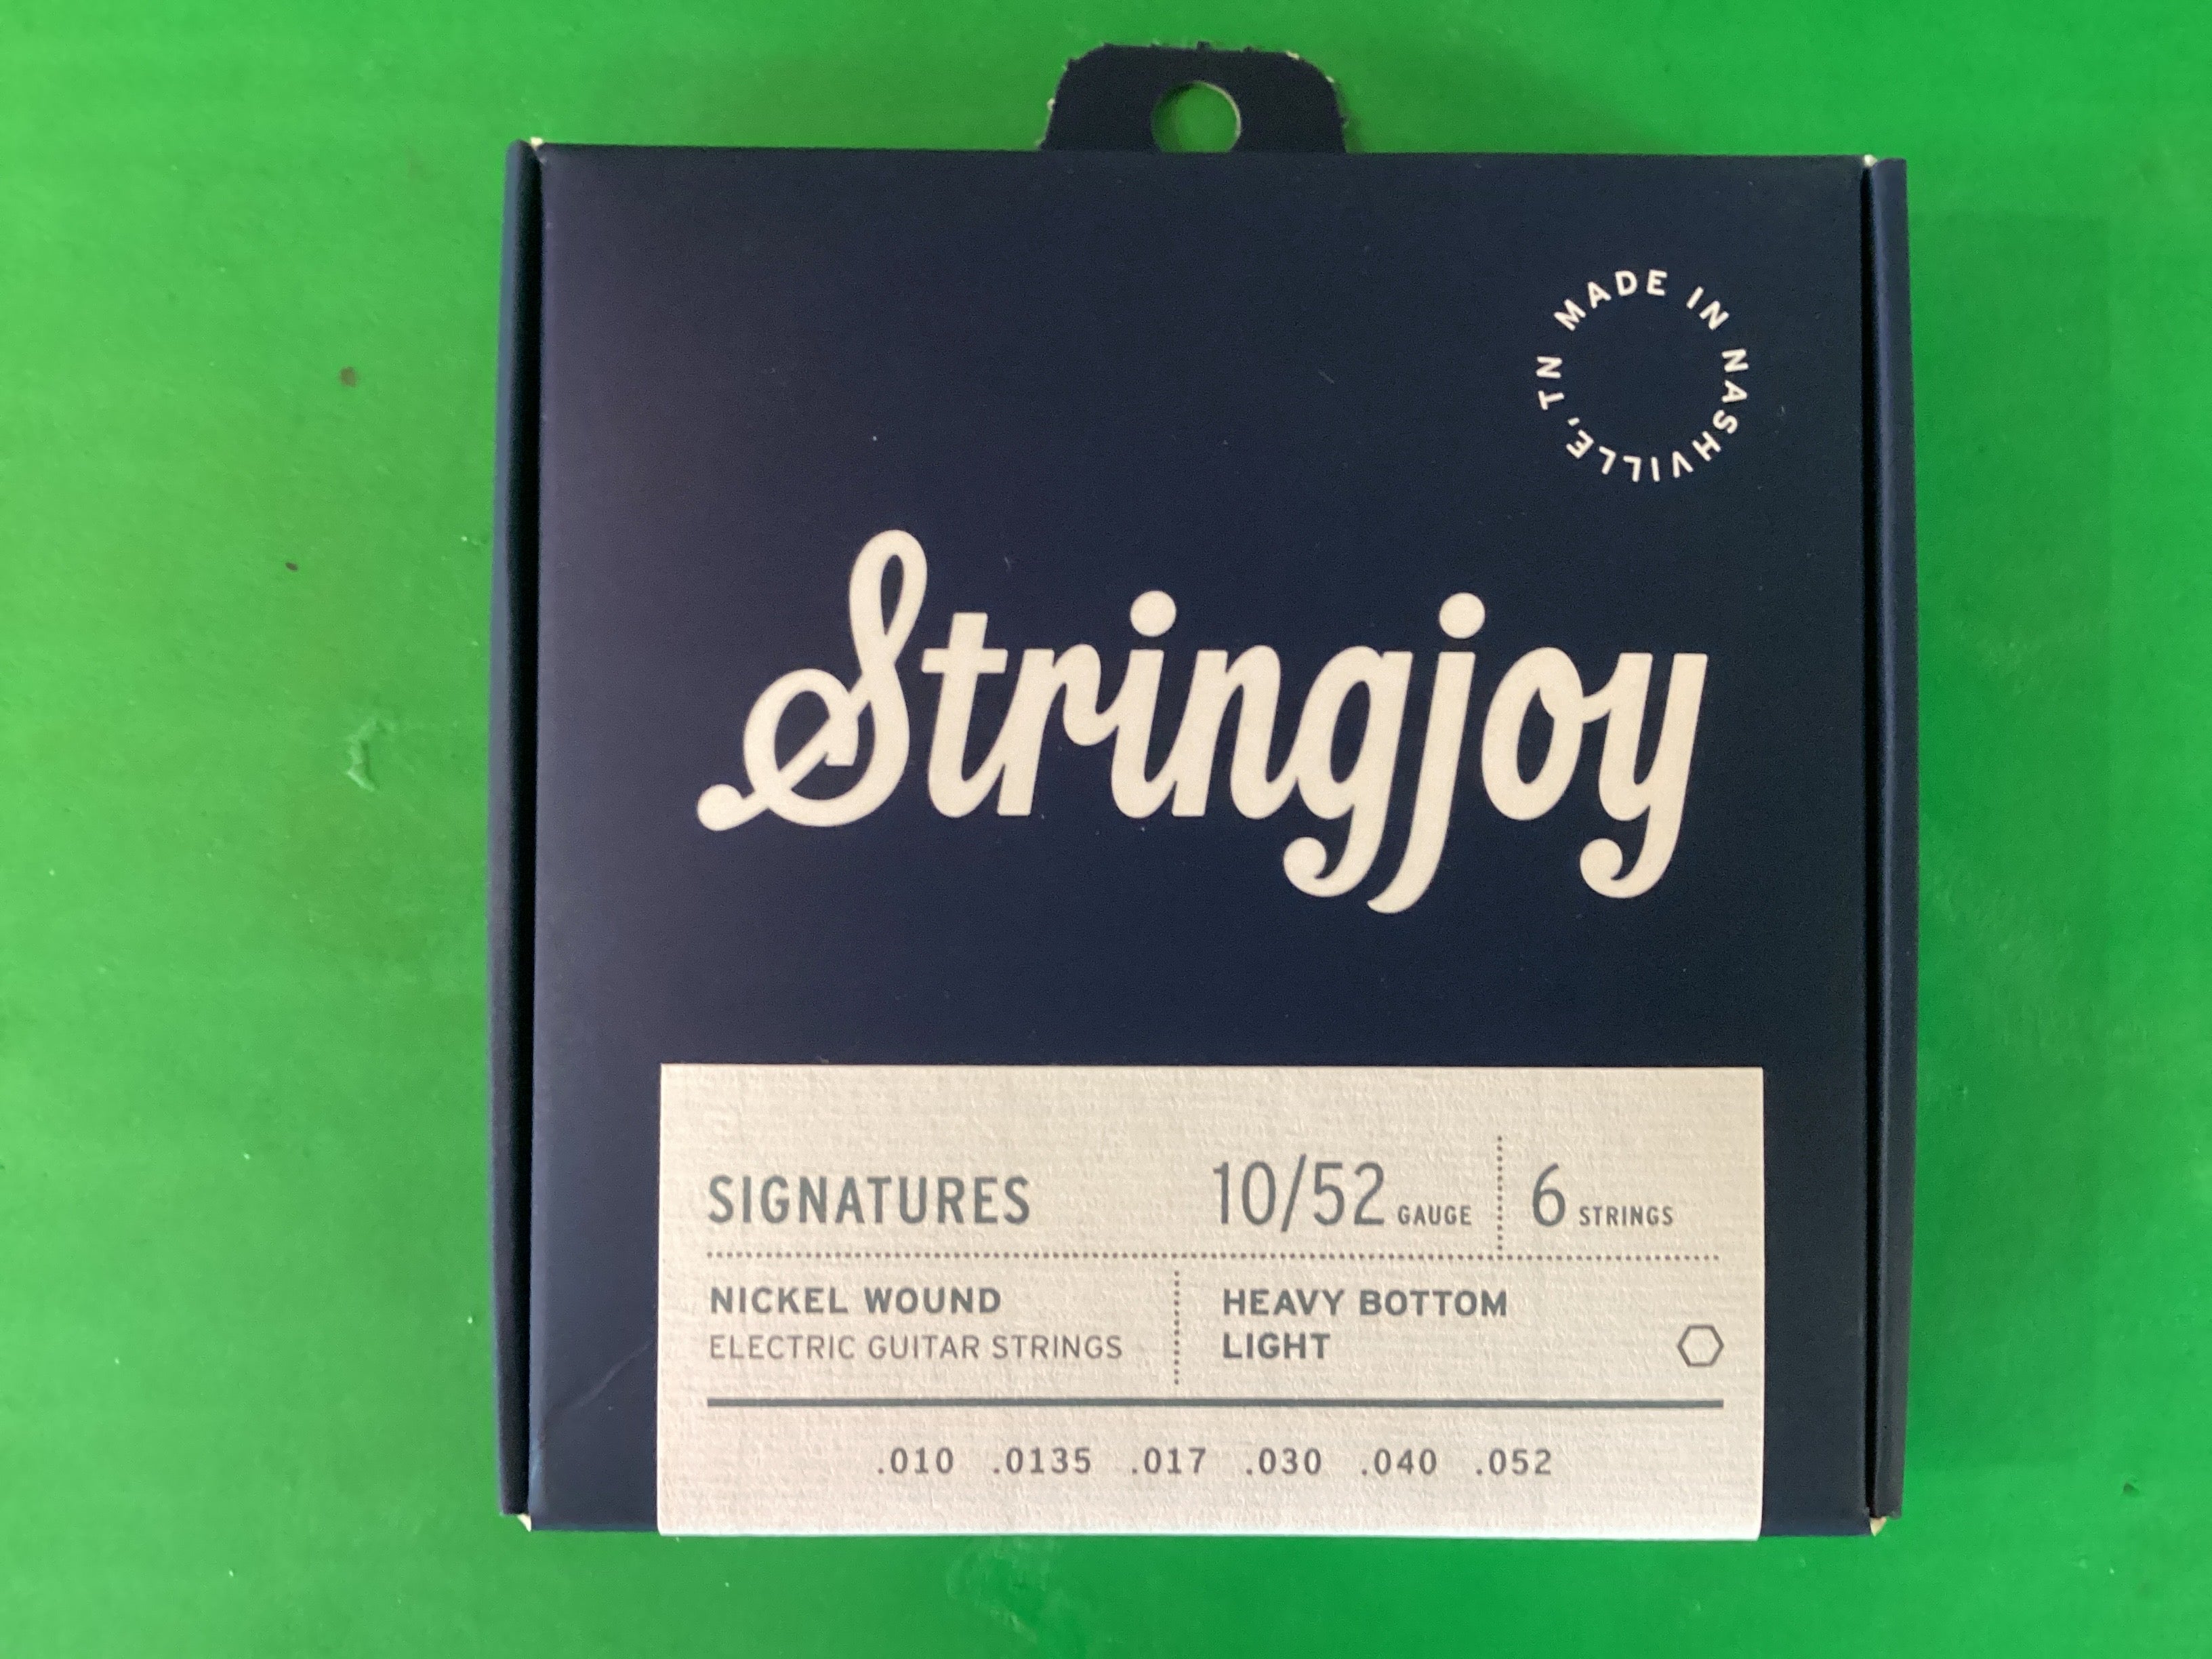 MADE IN NASHVILLE, TN
Stringjoy
SIGNATURES 10/52 GAUGE 6 STRINGS
NICKEL WOUND HEAVY BOTTOM
ELECTRIC GUITAR STRINGS LIGHT
.010 .0135 .017 .030 .040 .052